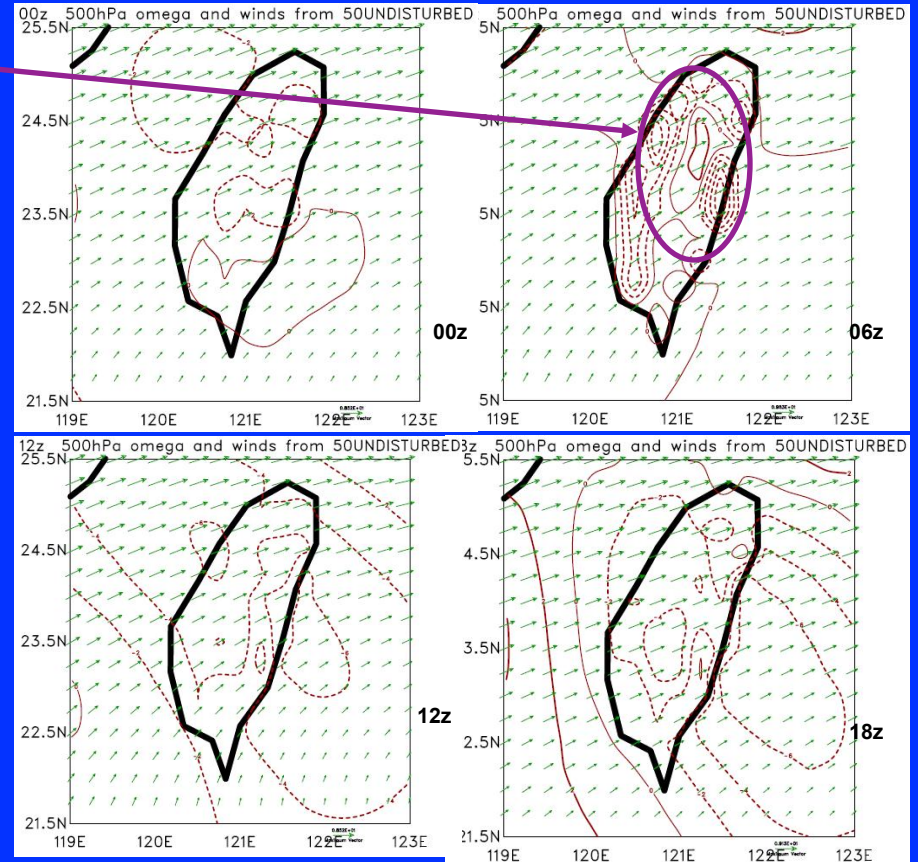 00z 500hPa omega and winds from 50UNDISTURBED
25.5N
24.5N
23.5N
22.5N
21.5N
119E 120E 121E 122E 123E
00z
500hPa omega and winds from 50UNDISTURBED
5N
5N
5N
5N
5N
119E 120E 121E 122E 123E
06z
12z 500hPa omega and winds from 50UNDISTURBED
25.5N
24.5N
23.5N
22.5N
21.5N
119E 120E 121E 122E 123E
12z
3z 500hPa omega and winds from 50UNDISTURBED
5.5N
4.5N
3.5N
2.5N
1.5N
119E 120E 121E 122E 123E
18z